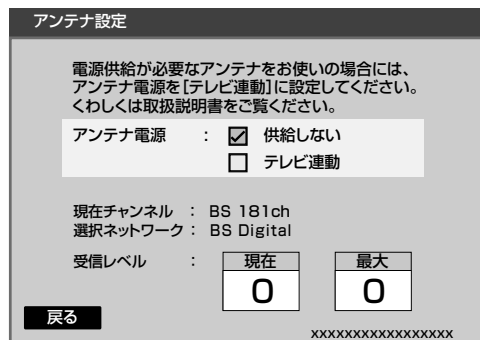 アンテナ設定
電源供給が必要なアンテナをお使いの場合には、
アンテナ電源を[テレビ連動]に設定してください。
くわしくは取扱説明書をご覧ください。
アンテナ電源 : 供給しない
テレビ連動
現在チャンネル : BS 181ch
選択ネットワーク : BS Digital
受信レベル : 現在 最大
0 0
戻る
xxxxxxxxxxxxxxxxx